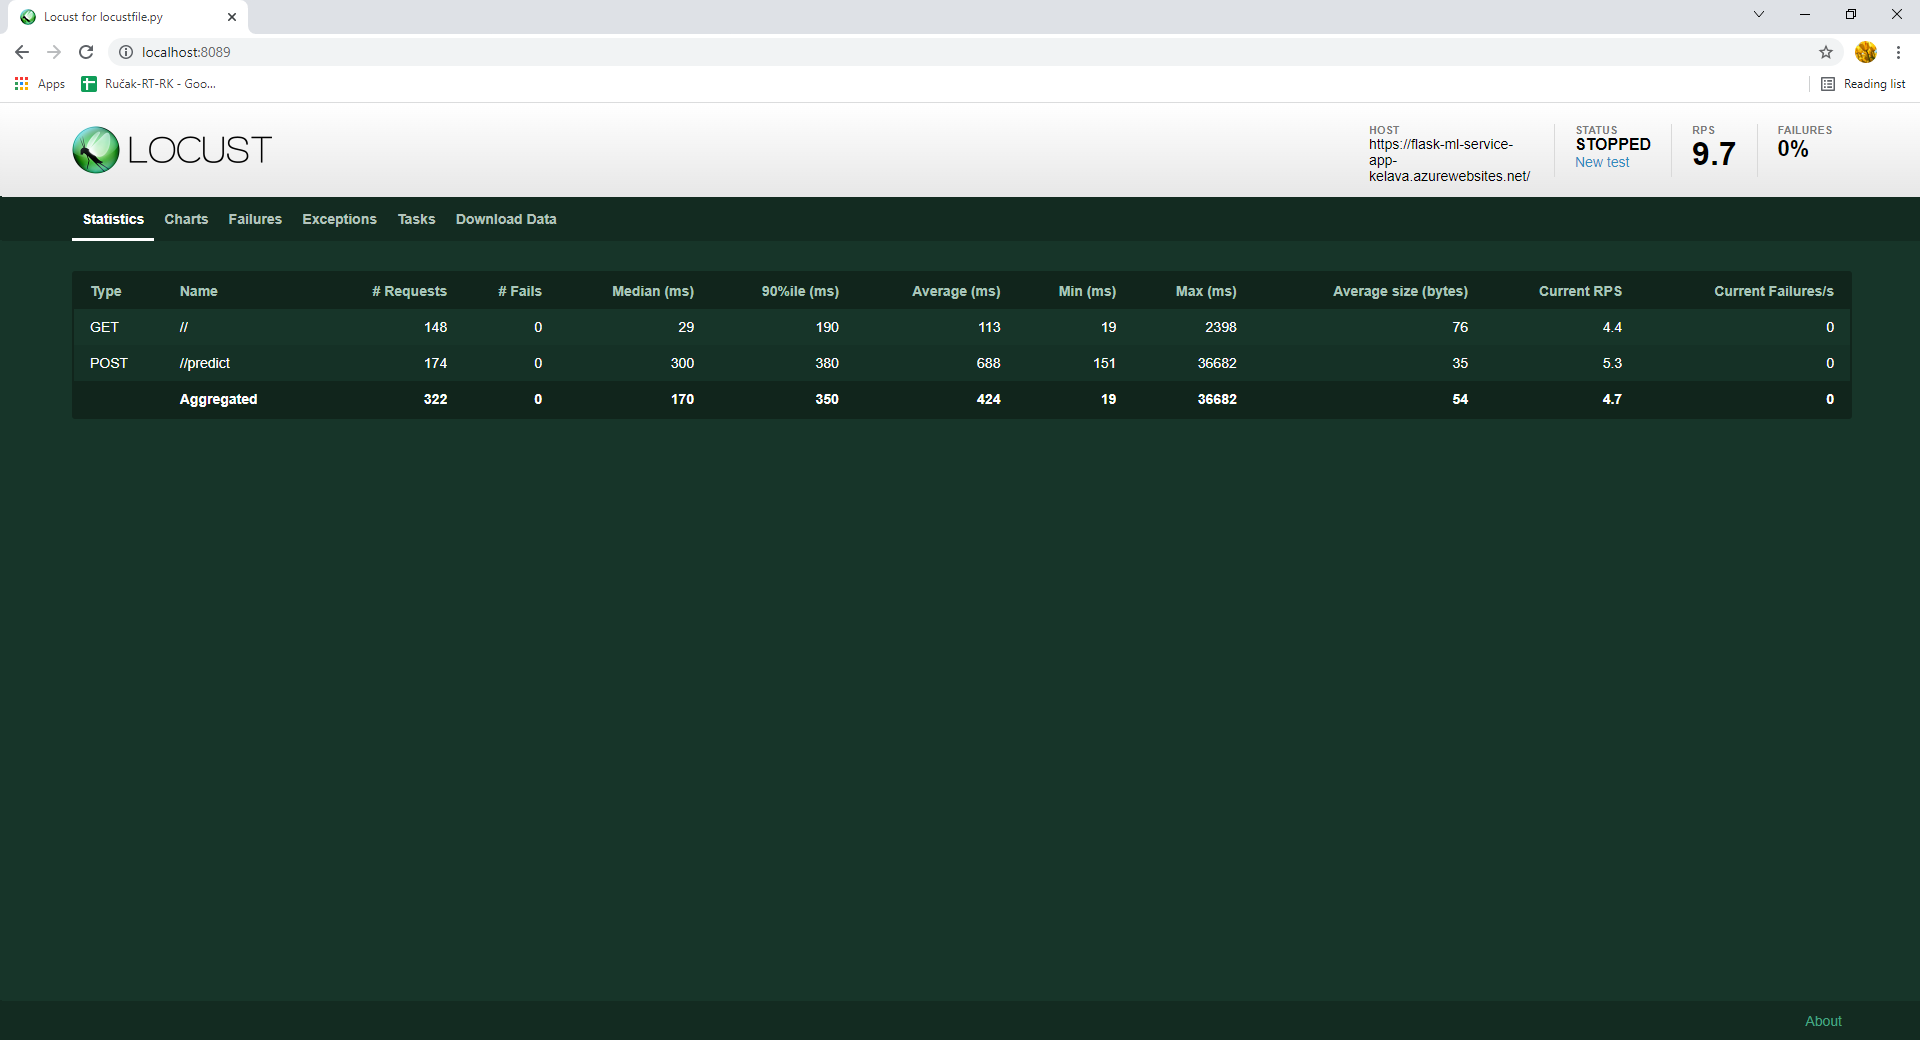 Locust for locustfile.py
localhost:8089
Apps Ručak-RT-RK - Goo... Reading list
LOCUST
HOST
https://flask-ml-service-
app-
kelava.azurewebsites.net/
STATUS
STOPPED
New test
RPS
9.7
FAILURES
0%
Statistics Charts Failures Exceptions Tasks Download Data
Type Name # Requests # Fails Median (ms) 90%ile (ms) Average (ms) Min (ms) Max (ms) Average size (bytes) Current RPS Current Failures/s
GET // 148 0 29 190 113 19 2398 76 4.4 0
POST //predict 174 0 300 380 688 151 36682 35 5.3 0
Aggregated 322 0 170 350 424 19 36682 54 4.7 0
About